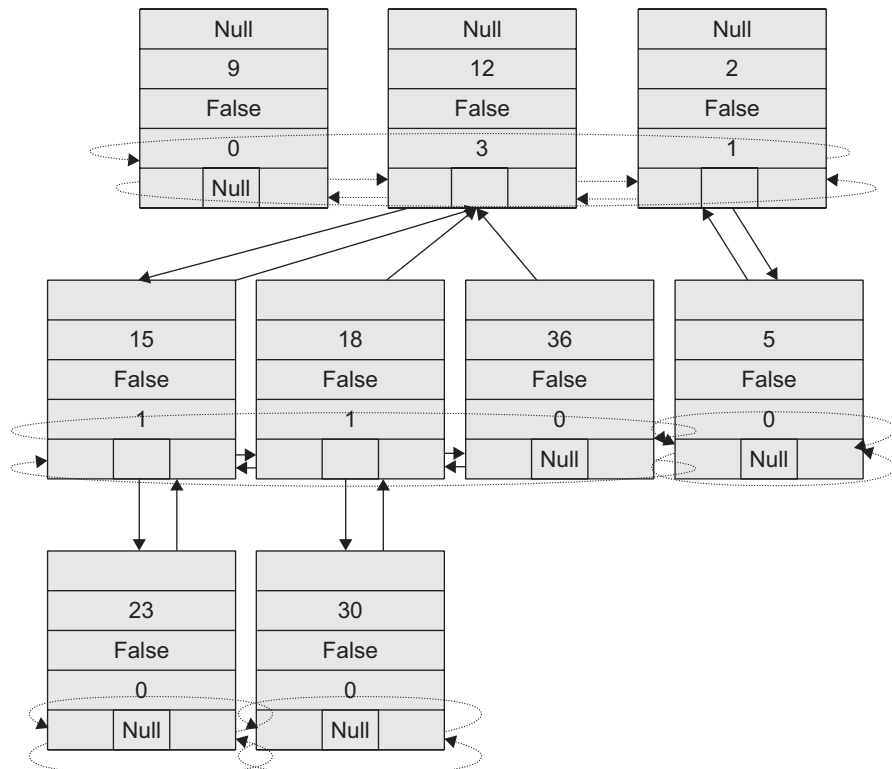 Null Null Null
9 12 2
False False False
0 3 1
Null
15 18 36 5
False False False False
1 1 0 0
Null Null
23 30
False False
0 0
Null Null